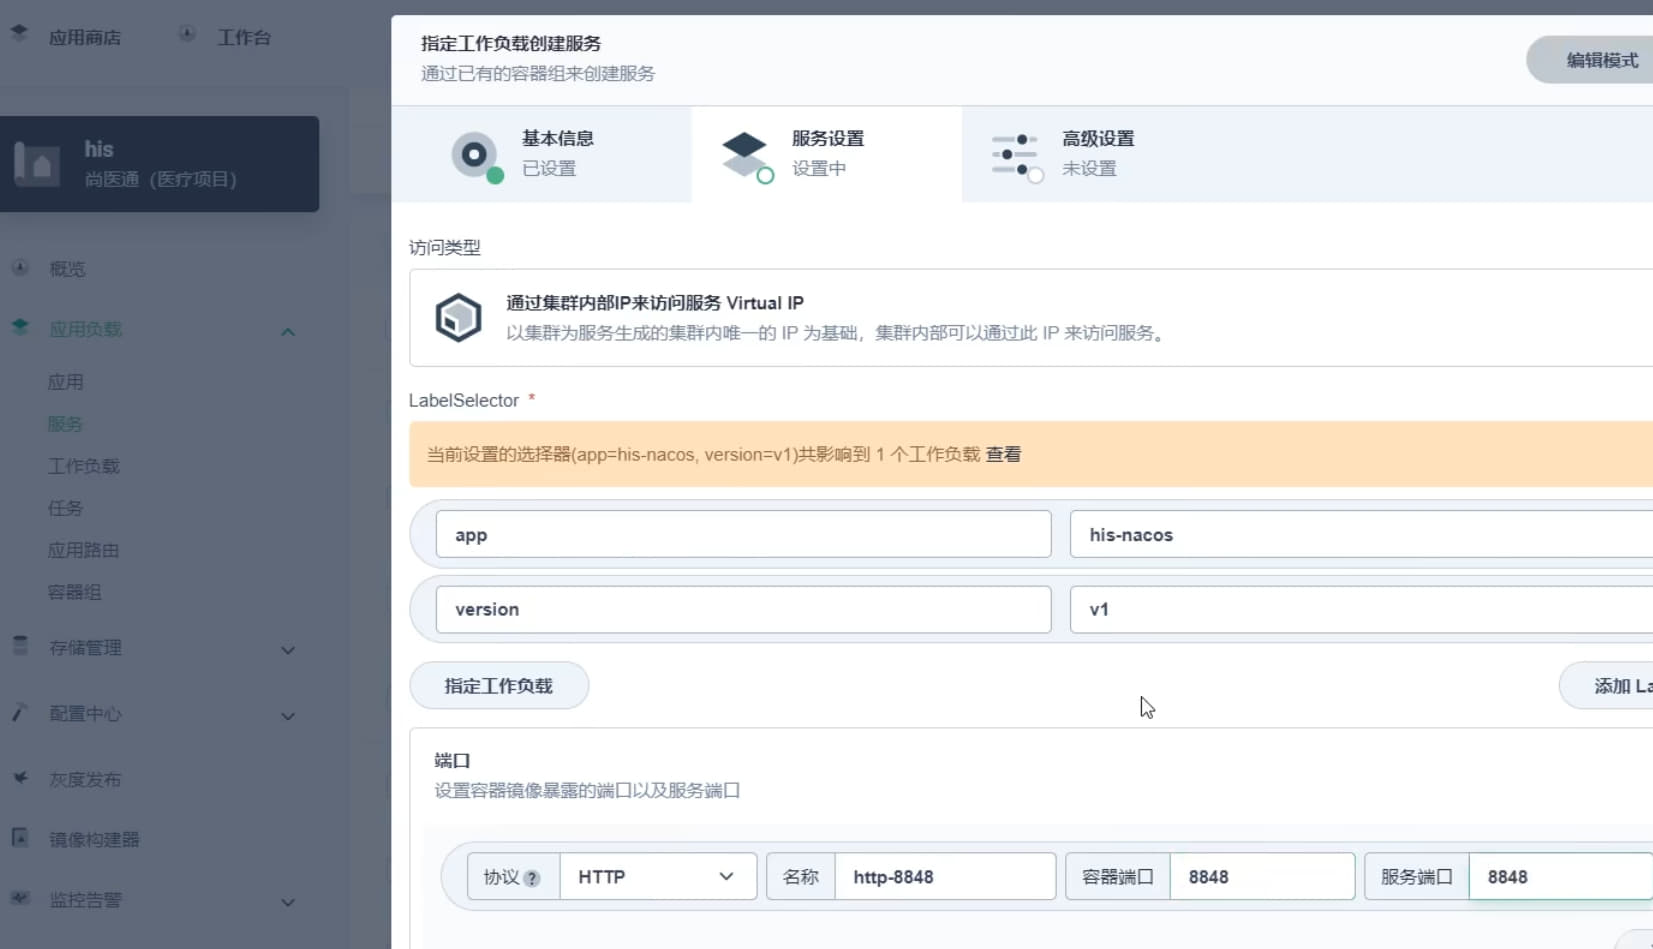 应用商店
工作台
his
尚医通（医疗项目）
概览
应用负载
应用
服务
工作负载
任务
应用路由
容器组
存储管理
配置中心
灰度发布
镜像构建器
监控告警
指定工作负载创建服务
通过已有的容器组来创建服务
编辑模式
基本信息
已设置
服务设置
设置中
高级设置
未设置
访问类型
通过集群内部IP来访问服务 Virtual IP
以集群为服务生成的集群内唯一的 IP 为基础，集群内部可以通过此 IP 来访问服务。
LabelSelector *
当前设置的选择器(app=his-nacos, version=v1)共影响到 1 个工作负载 查看
app
his-nacos
version
v1
指定工作负载
添加 La
端口
设置容器镜像暴露的端口以及服务端口
协议 ? HTTP
名称 http-8848
容器端口 8848
服务端口 8848